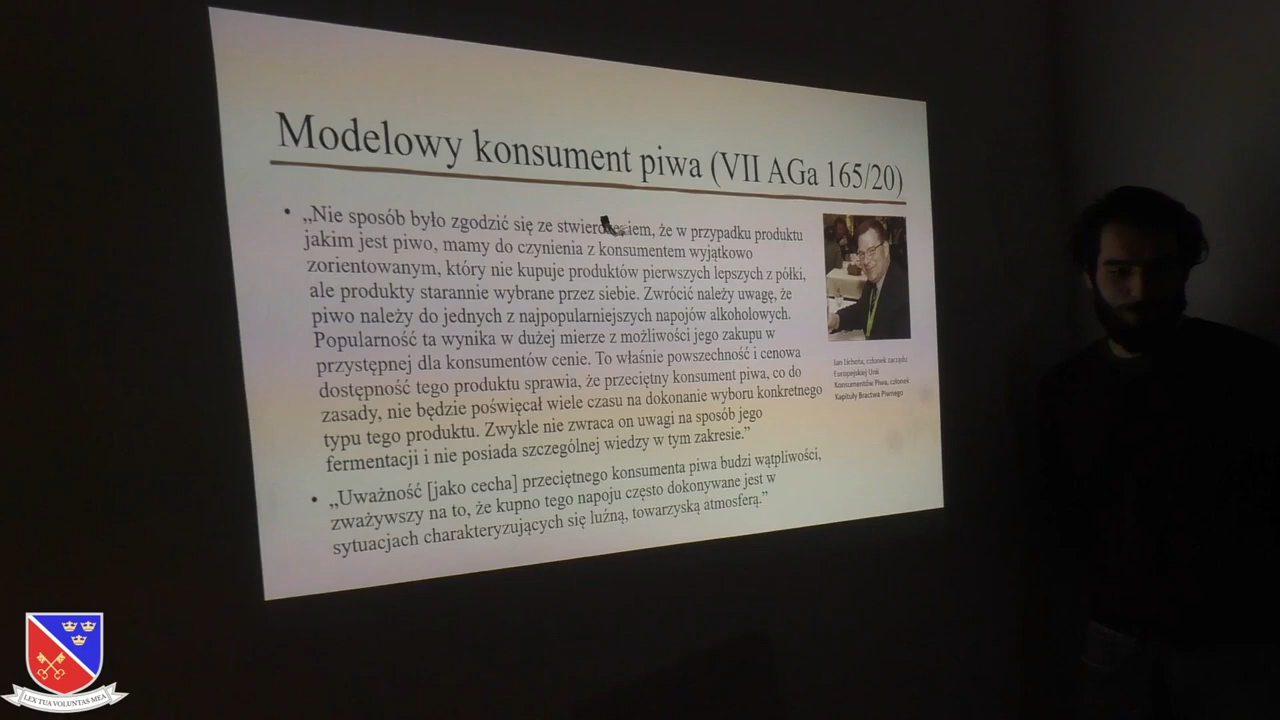 Modelowy konsument piwa (VII AGa 165/20)
• „Nie sposób było zgodzić się ze stwierdzeniem, że w przypadku produktu
jakim jest piwo, mamy do czynienia z konsumentem wyjątkowo
zorientowanym, który nie kupuje produktów pierwszych lepszych z półki,
ale produkty starannie wybrane przez siebie. Zwrócić należy uwagę, że
piwo należy do jednych z najpopularniejszych napojów alkoholowych.
Popularność ta wynika w dużej mierze z możliwości jego zakupu w
przystępnej dla konsumentów cenie. To właśnie powszechność i cenowa
dostępność tego produktu sprawia, że przeciętny konsument piwa, co do
zasady, nie będzie poświęcał wiele czasu na dokonanie wyboru konkretnego
typu tego produktu. Zwykle nie zwraca on uwagi na sposób jego
fermentacji i nie posiada szczególnej wiedzy w tym zakresie.”
• „Uważność [jako cecha] przeciętnego konsumenta piwa budzi wątpliwości,
zważywszy na to, że kupno tego napoju często dokonywane jest w
sytuacjach charakteryzujących się luźną, towarzyską atmosferą.”
Jan Lichota, członek zarządu
Europejskiej Unii
Konsumentów Piwa, członek
Kapituły Bractwa Piwnego
LEX TUA VOLUNTAS MEA